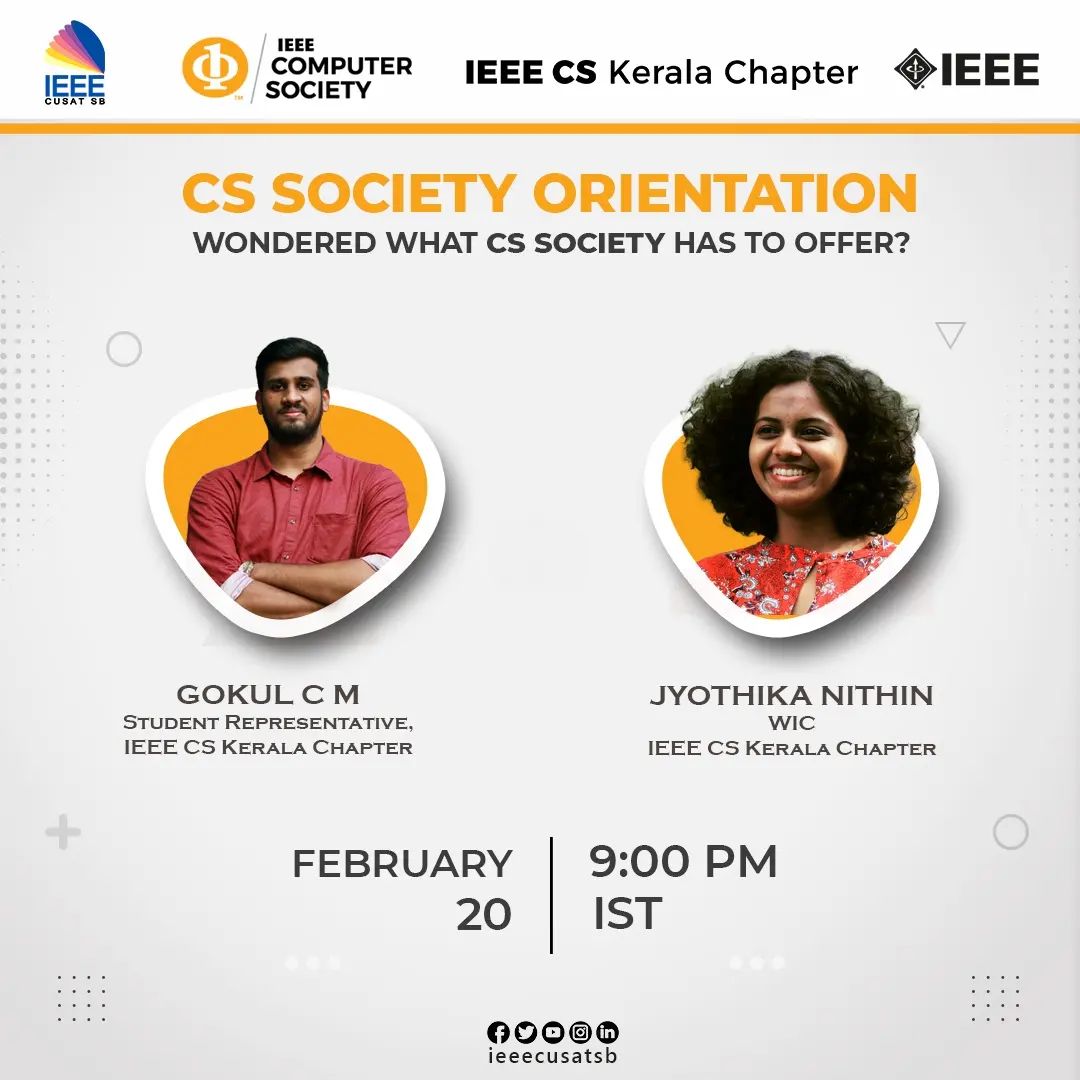 IEEE
CUSAT SB
IEEE
COMPUTER
SOCIETY
TM
IEEE CS Kerala Chapter
IEEE
CS SOCIETY ORIENTATION
WONDERED WHAT CS SOCIETY HAS TO OFFER?
GOKUL C M
STUDENT REPRESENTATIVE,
IEEE CS KERALA CHAPTER
JYOTHIKA NITHIN
WIC
IEEE CS KERALA CHAPTER
FEBRUARY
20
9:00 PM
IST
ieeecusatsb